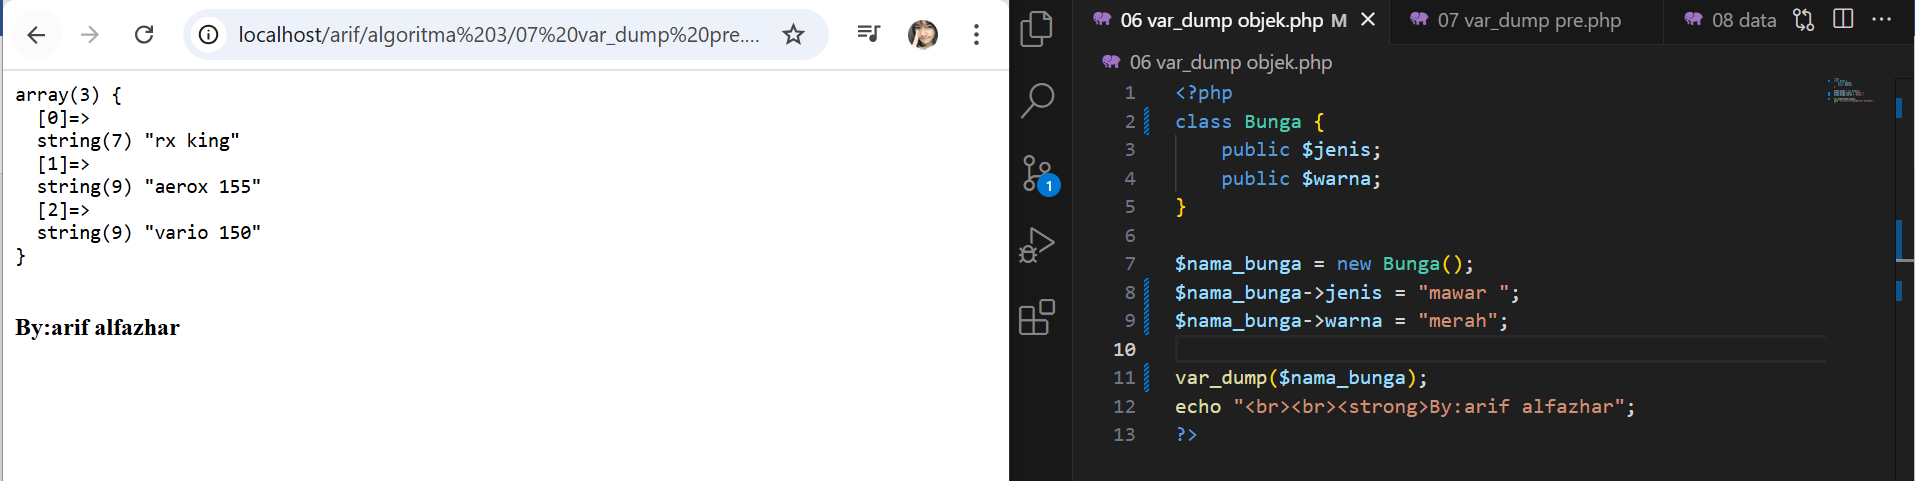 localhost/arif/algoritma%203/07%20var_dump%20pre....
array(3) {
  [0]=>
  string(7) "rx king"
  [1]=>
  string(9) "aerox 155"
  [2]=>
  string(9) "vario 150"
}
By:arif alfazhar
1
06 var_dump objek.php M
07 var_dump pre.php
08 data
06 var_dump objek.php
1 <?php
2 class Bunga {
3     public $jenis;
4     public $warna;
5 }
6
7 $nama_bunga = new Bunga();
8 $nama_bunga->jenis = "mawar ";
9 $nama_bunga->warna = "merah";
10
11 var_dump($nama_bunga);
12 echo "<br><br><strong>By:arif alfazhar";
13 ?>